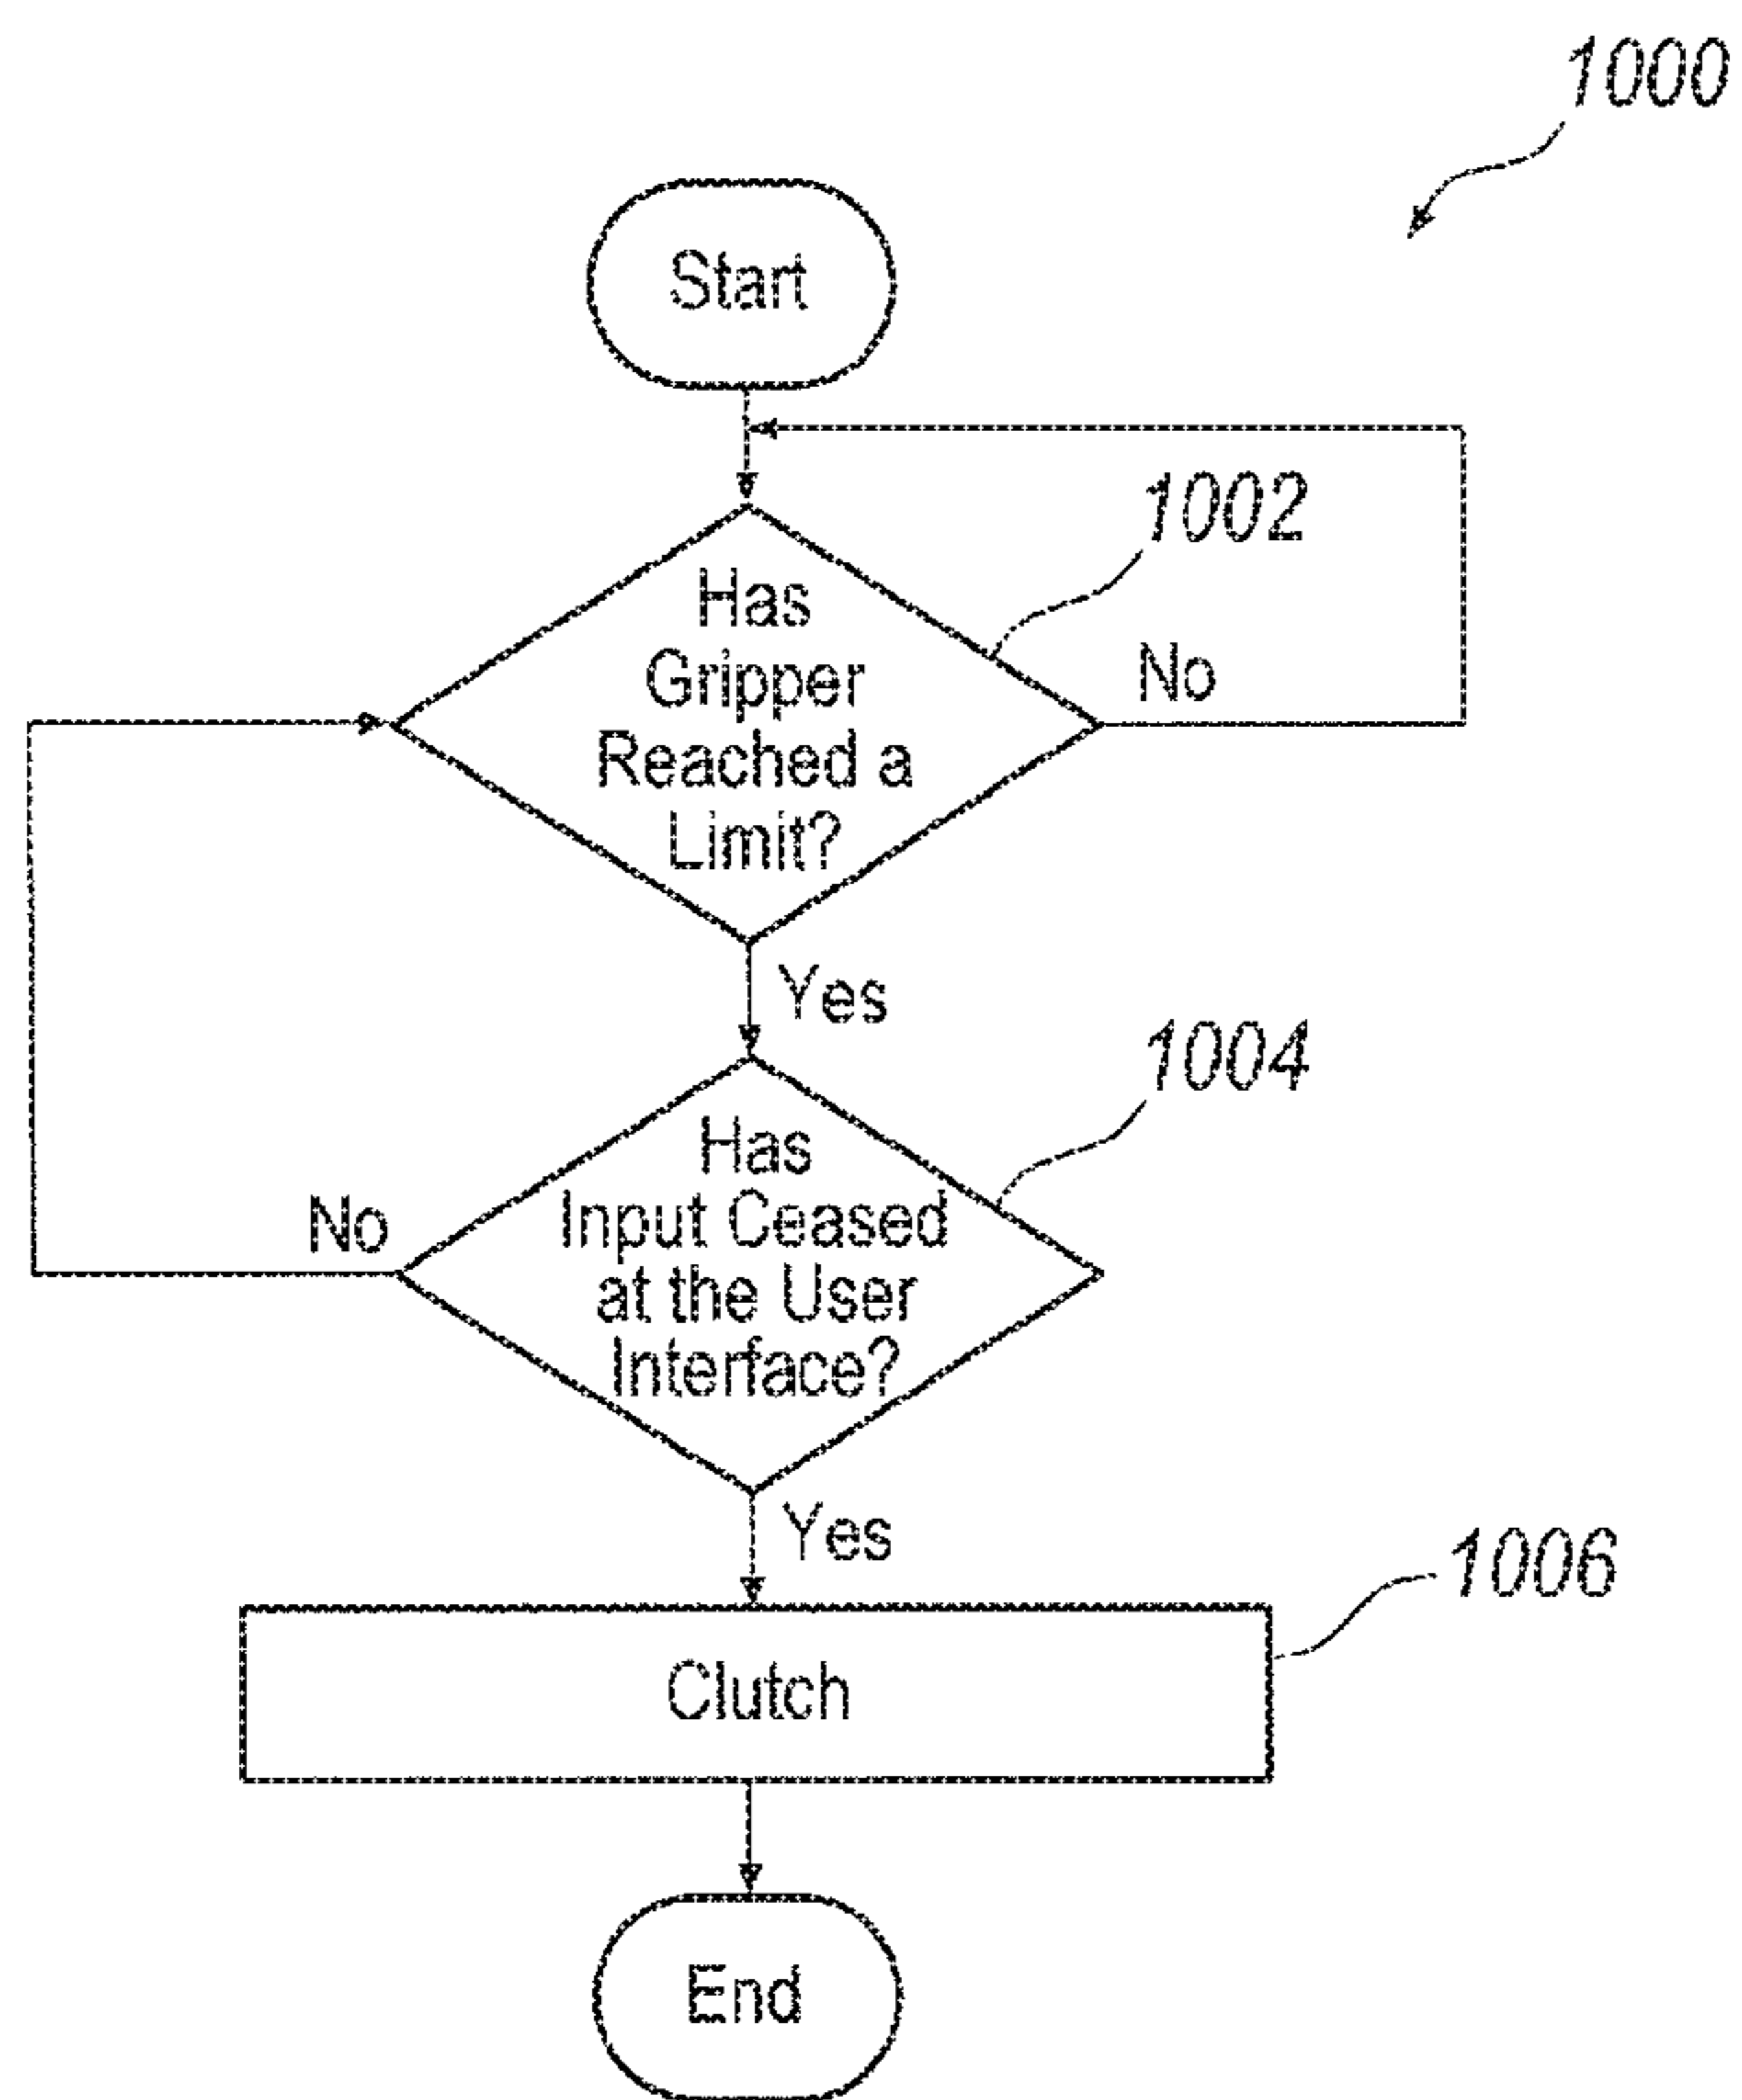 1000
Start
1002
Has
Gripper
Reached a
Limit?
No
Yes
1004
Has
Input Ceased
at the User
Interface?
No
Yes
1006
Clutch
End